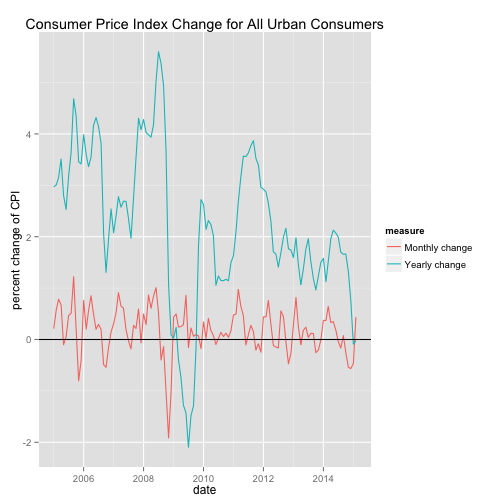 Consumer Price Index Change for All Urban Consumers
percent change of CPI
4
2
0
-2
2006 2008 2010 2012 2014
date
measure
Monthly change
Yearly change